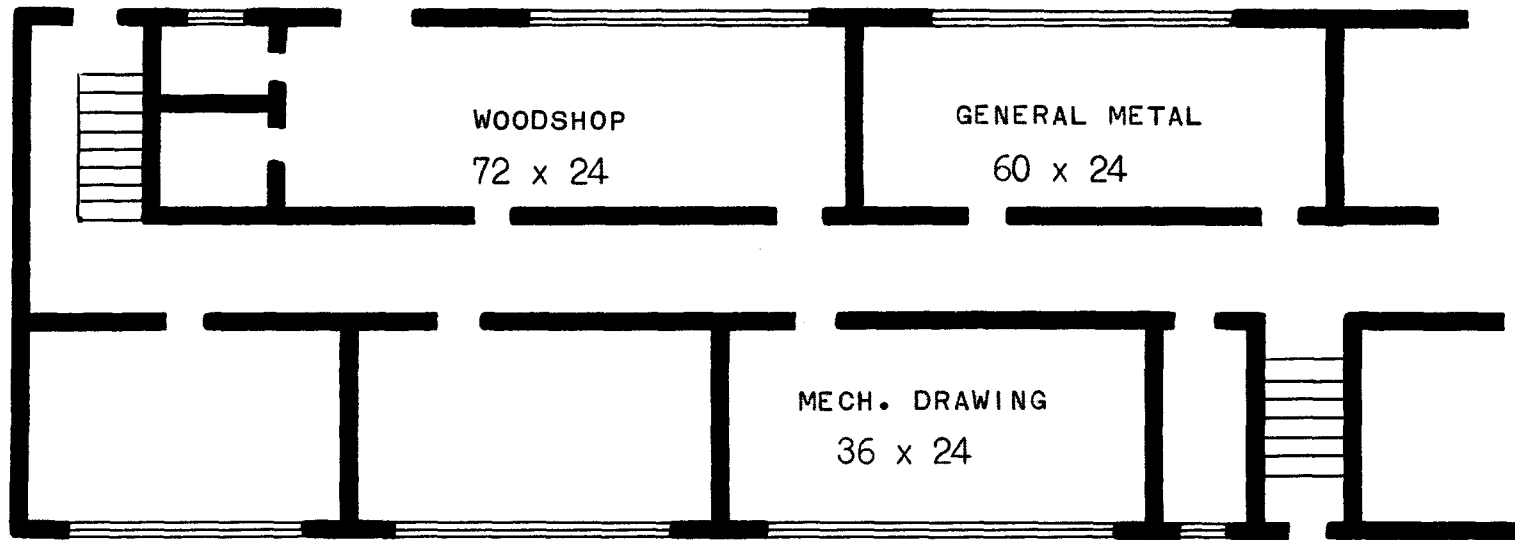 WOODSHOP
72 x 24
GENERAL METAL
60 x 24
MECH. DRAWING
36 x 24